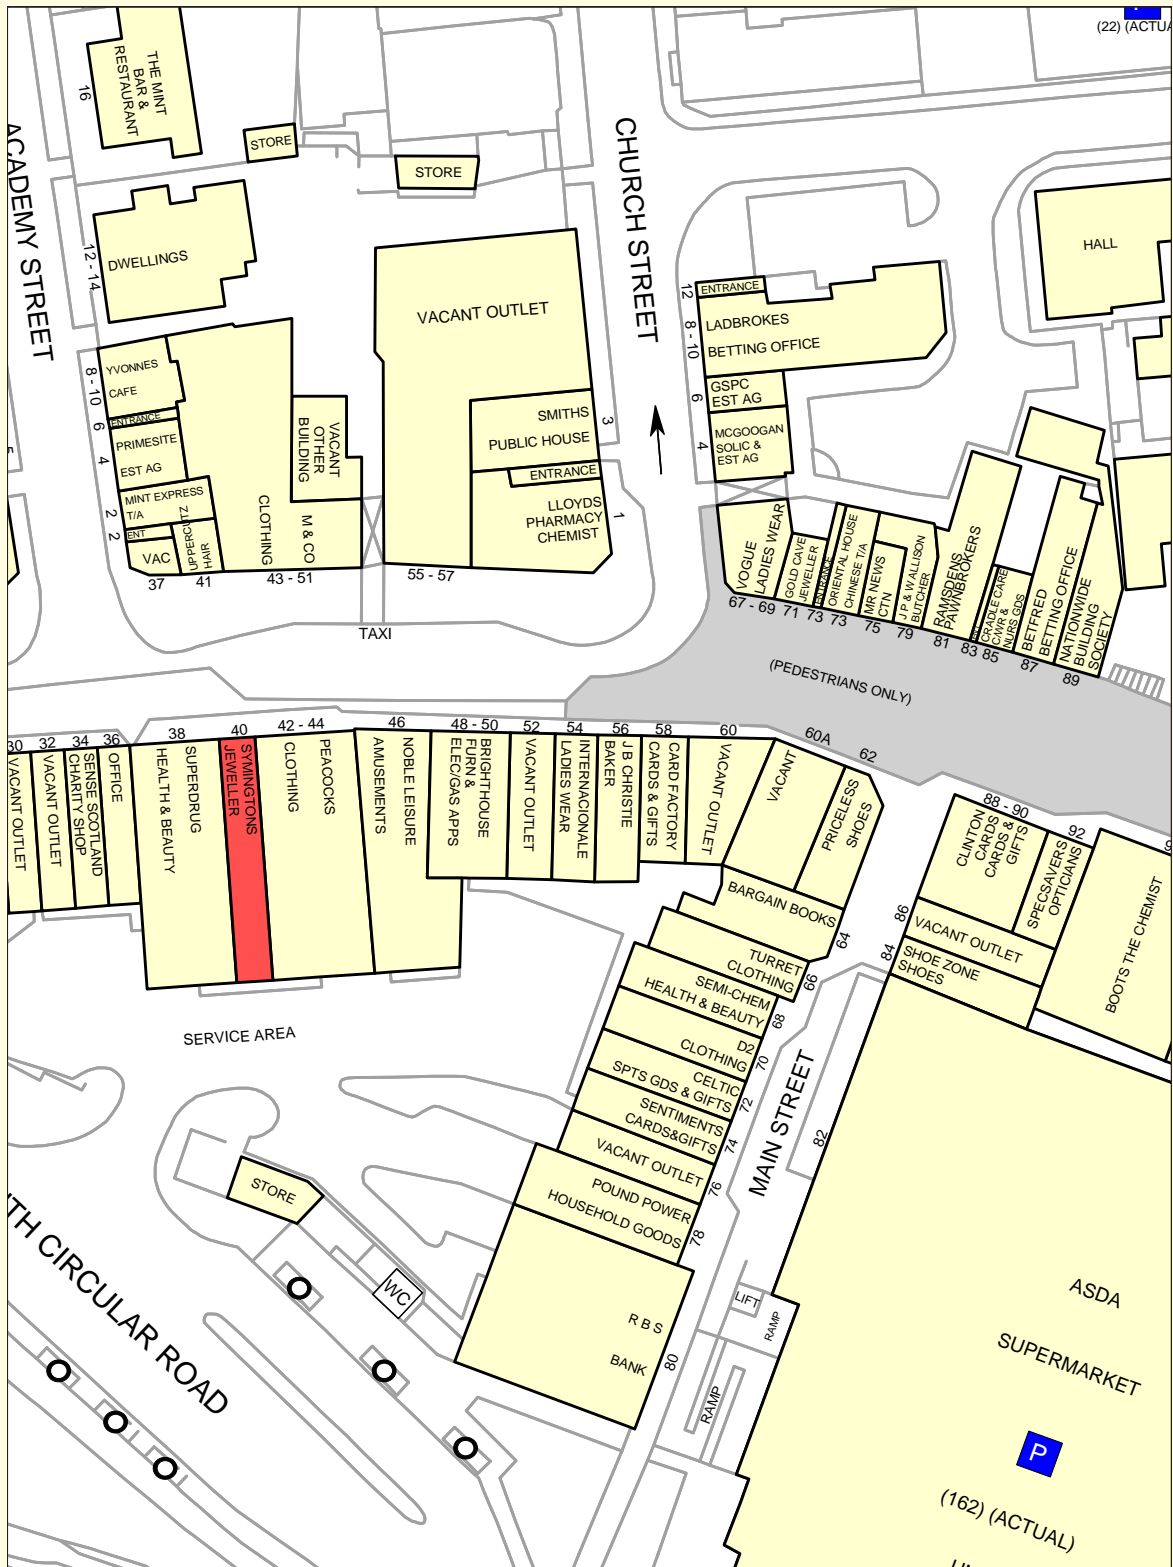 (22) (ACTUA
16
THE MINT
BAR &
RESTAURANT
STORE
STORE
ACADEMY STREET
CHURCH STREET
12 - 14
DWELLINGS
HALL
VACANT OUTLET
12
ENTRANCE
8 - 10
LADBROKES
BETTING OFFICE
8 - 10
YVONNES
CAFE
6
ENTRANCE
4
PRIMESITE
EST AG
2
MINT EXPRESS
T/A
2
ENT
VAC
37
UPPERCUTZ
HAIR
41
CLOTHING
M & CO
43 - 51
VACANT
OTHER
BUILDING
SMITHS
PUBLIC HOUSE
3
ENTRANCE
LLOYDS
PHARMACY
CHEMIST
1
55 - 57
6
GSPC
EST AG
4
MCGOOGAN
SOLIC &
EST AG
VOGUE
LADIES WEAR
67 - 69
GOLD CAVE
JEWELLER
71
ENTRANCE
73
ORIENTAL HOUSE
CHINESE T/A
73
MR NEWS
CTN
75
J P & W ALLISON
BUTCHER
79
RAMSDENS
PAWNBROKERS
81
83
CRADLE CARE
C/WR &
NURS GDS
85
BETFRED
BETTING OFFICE
87
NATIONWIDE
BUILDING
SOCIETY
89
TAXI
(PEDESTRIANS ONLY)
30
VACANT OUTLET
32
VACANT OUTLET
34
SENSE SCOTLAND
CHARITY SHOP
36
OFFICE
38
SUPERDRUG
HEALTH & BEAUTY
40
SYMINGTONS
JEWELLER
42 - 44
PEACOCKS
CLOTHING
46
NOBLE LEISURE
AMUSEMENTS
48 - 50
BRIGHTHOUSE
FURN &
ELEC/GAS APPS
52
VACANT OUTLET
54
INTERNACIONALE
LADIES WEAR
56
J B CHRISTIE
BAKER
58
CARD FACTORY
CARDS & GIFTS
60
VACANT OUTLET
60A
VACANT
62
PRICELESS
SHOES
BARGAIN BOOKS
64
TURRET
CLOTHING
66
SEMI-CHEM
HEALTH & BEAUTY
68
D2
CLOTHING
70
CELTIC
SPTS GDS & GIFTS
72
SENTIMENTS
CARDS&GIFTS
74
VACANT OUTLET
76
POUND POWER
HOUSEHOLD GOODS
78
R B S
BANK
80
88 - 90
CLINTON
CARDS
CARDS &
GIFTS
92
SPECSAVERS
OPTICIANS
BOOTS THE CHEMIST
86
VACANT OUTLET
84
SHOE ZONE
SHOES
82
MAIN STREET
SERVICE AREA
STORE
WC
TH CIRCULAR ROAD
LIFT
RAMP
RAMP
ASDA
SUPERMARKET
P
(162) (ACTUAL)